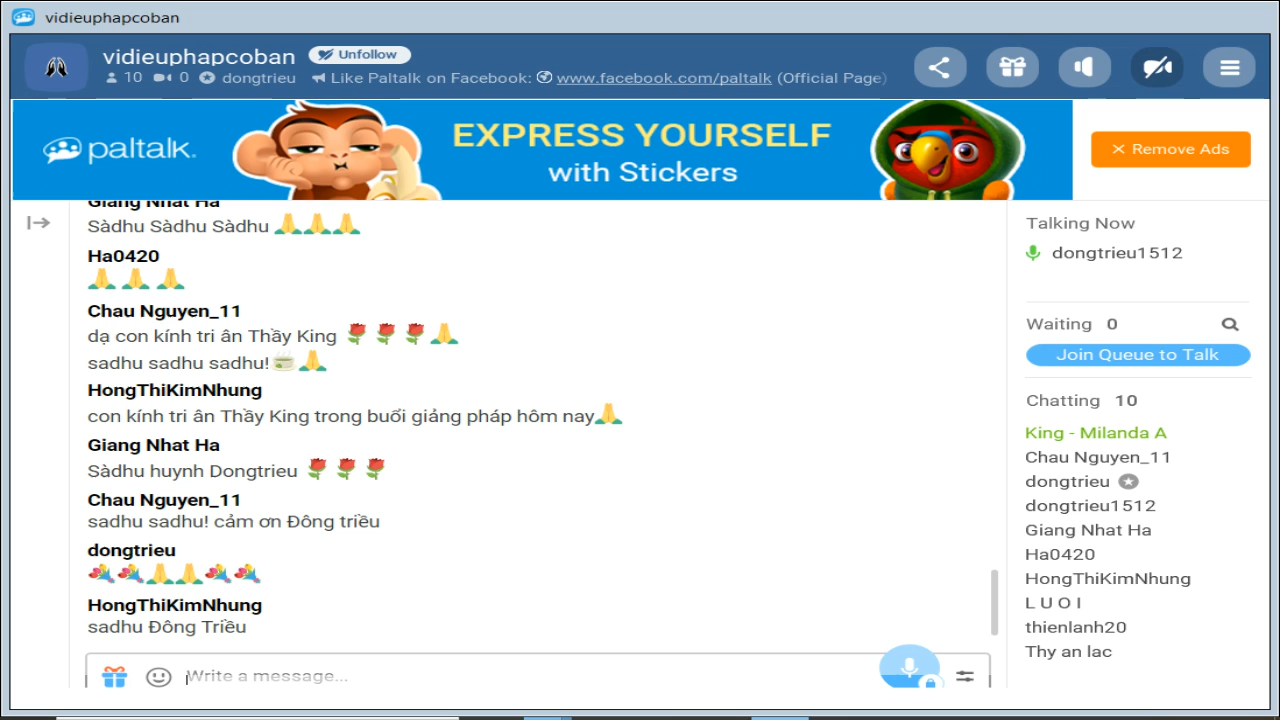 vidieuphapcoban
vidieuphapcoban Unfollow
10 0 dongtrieu Like Paltalk on Facebook: www.facebook.com/paltalk (Official Page)
paltalk.
EXPRESS YOURSELF
with Stickers
× Remove Ads
Giang Nhat Ha
Sàdhu Sàdhu Sàdhu 🙏🙏🙏
Ha0420
🙏 🙏 🙏
Chau Nguyen_11
dạ con kính tri ân Thầy King 🌹 🌹 🌹 🙏
sadhu sadhu sadhu!🍵🙏
HongThiKimNhung
con kính tri ân Thầy King trong buổi giảng pháp hôm nay🙏
Giang Nhat Ha
Sàdhu huynh Dongtrieu 🌹 🌹 🌹
Chau Nguyen_11
sadhu sadhu! cảm ơn Đông triều
dongtrieu
💐💐🙏🙏💐💐
HongThiKimNhung
sadhu Đông Triều
Write a message...
Talking Now
dongtrieu1512
Waiting 0
Join Queue to Talk
Chatting 10
King - Milanda A
Chau Nguyen_11
dongtrieu
dongtrieu1512
Giang Nhat Ha
Ha0420
HongThiKimNhung
L U O I
thienlanh20
Thy an lac